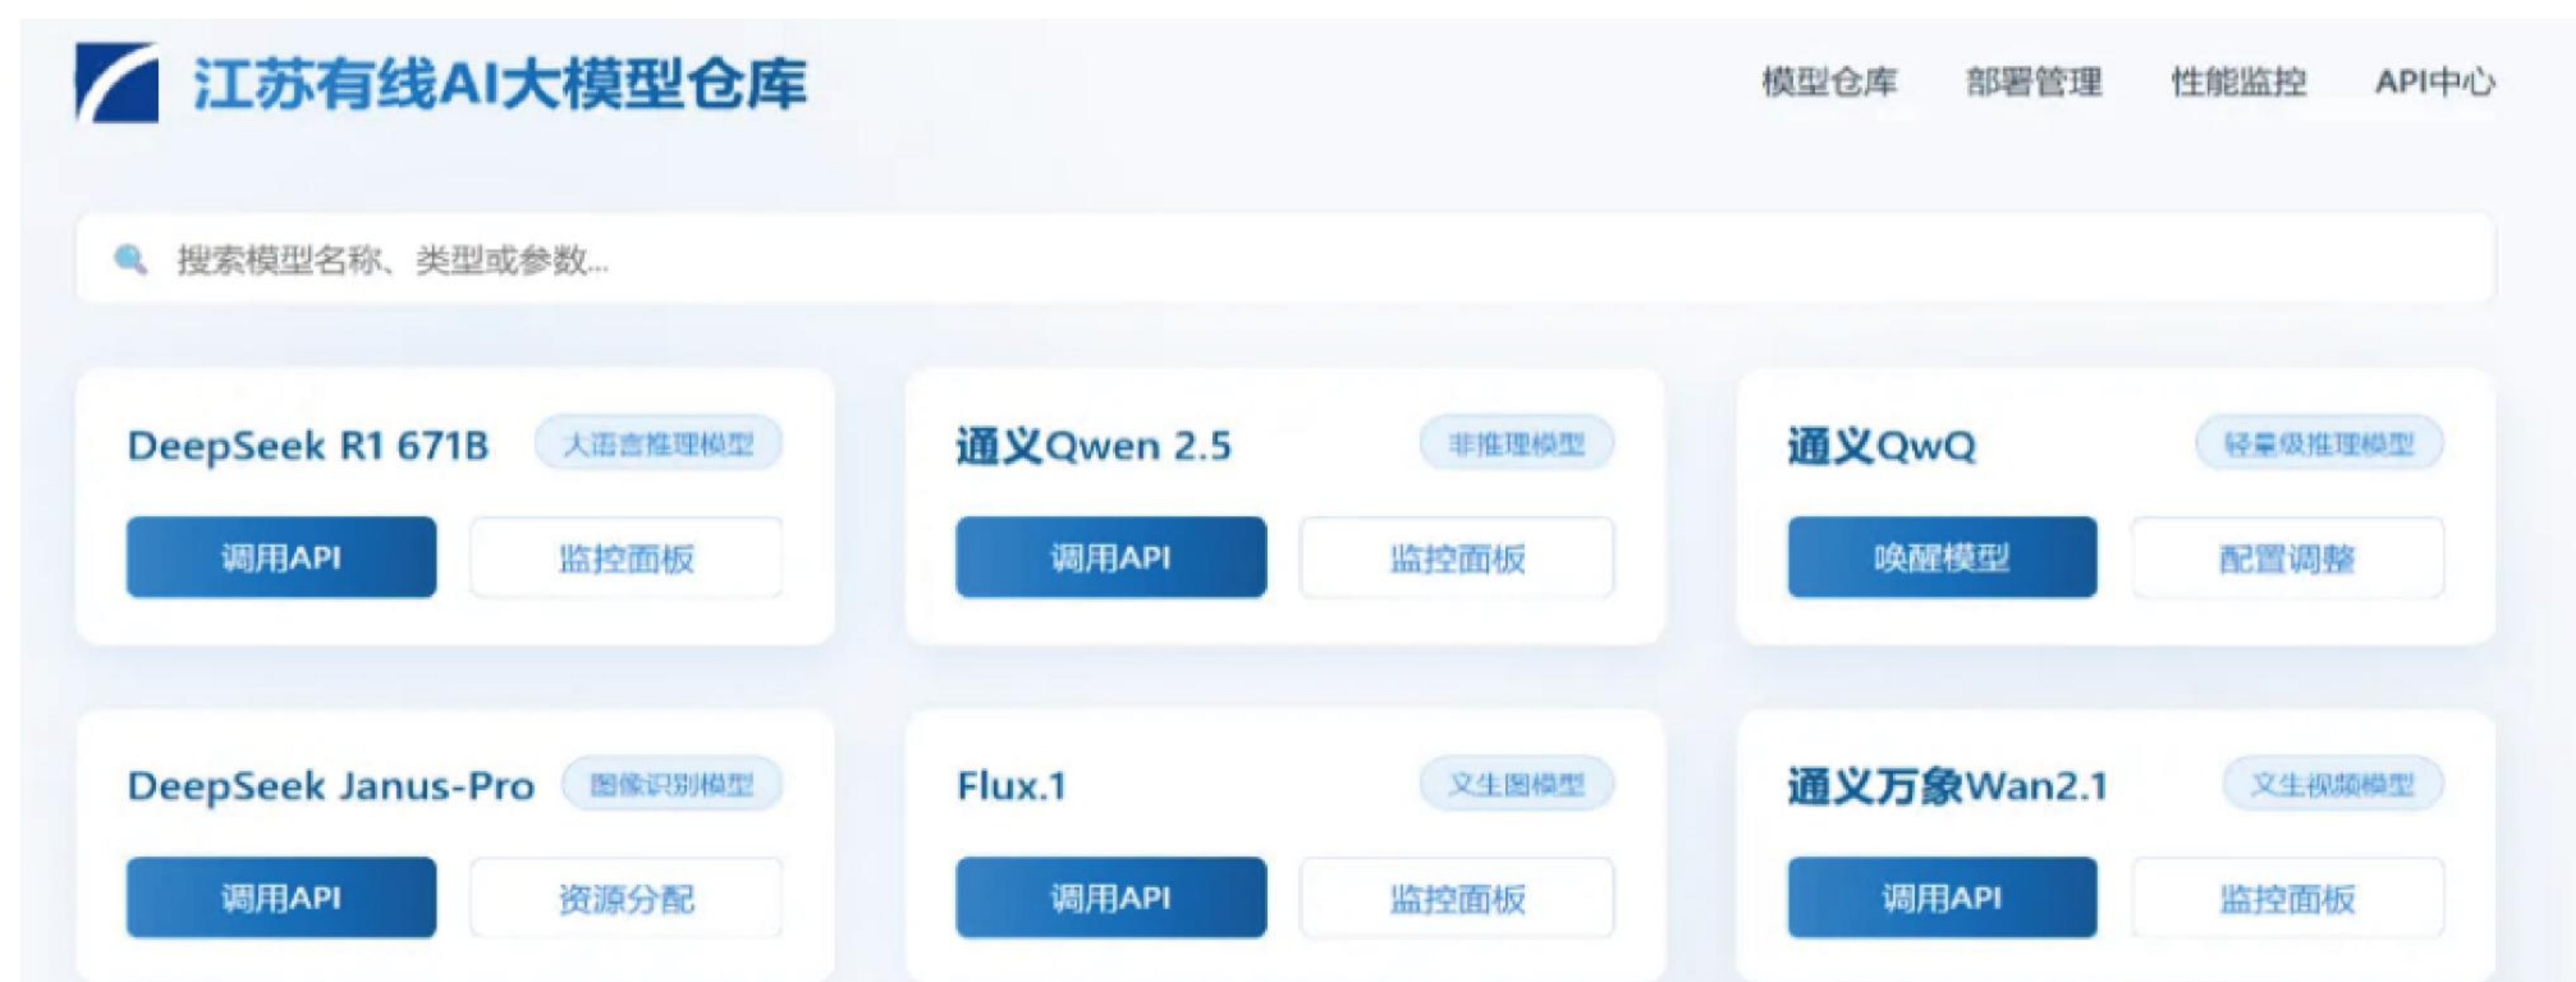 江苏有线AI大模型仓库
模型仓库 部署管理 性能监控 API中心
搜索模型名称、类型或参数...
DeepSeek R1 671B 大语言推理模型
调用API 监控面板
通义Qwen 2.5 非推理模型
调用API 监控面板
通义QwQ 轻量级推理模型
唤醒模型 配置调整
DeepSeek Janus-Pro 图像识别模型
调用API 资源分配
Flux.1 文生图模型
调用API 监控面板
通义万象Wan2.1 文生视频模型
调用API 监控面板